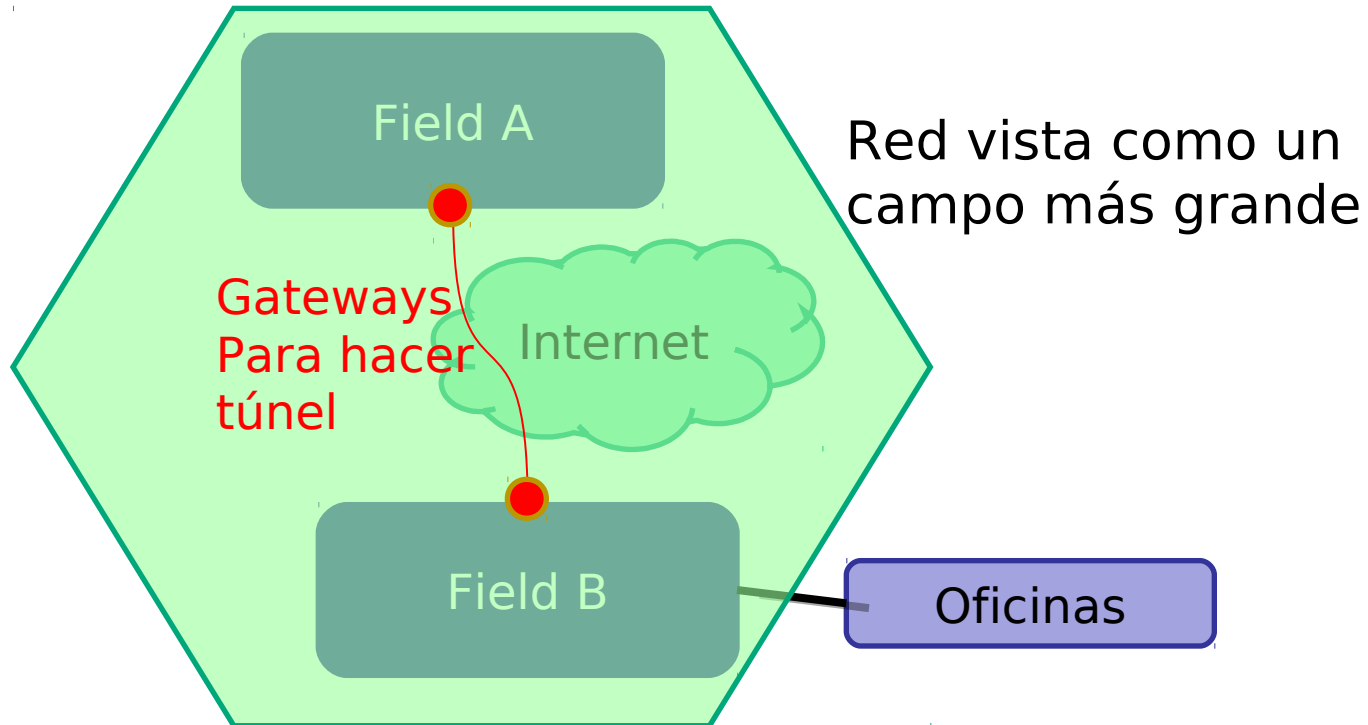 Field A
Red vista como un
campo más grande
Gateways
Para hacer
túnel
Internet
Field B
Oficinas